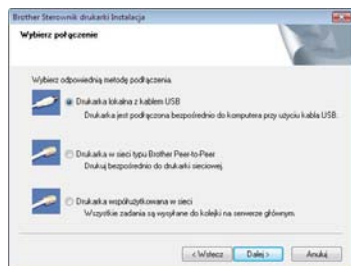 Brother Sterownik drukarki Instalacja
Wybierz połączenie
Wybierz odpowiednią metodę podłączenia.
Drukarka lokalna z kablem USB
Drukarka jest podłączona bezpośrednio do komputera przy użyciu kabla USB.
Drukarka w sieci typu Brother Peer-to-Peer
Drukuj bezpośrednio do drukarki sieciowej.
Drukarka współużytkowana w sieci
Wszystkie zadania są wysyłane do kolejki na serwerze głównym.
< Wstecz Dalej > Anuluj